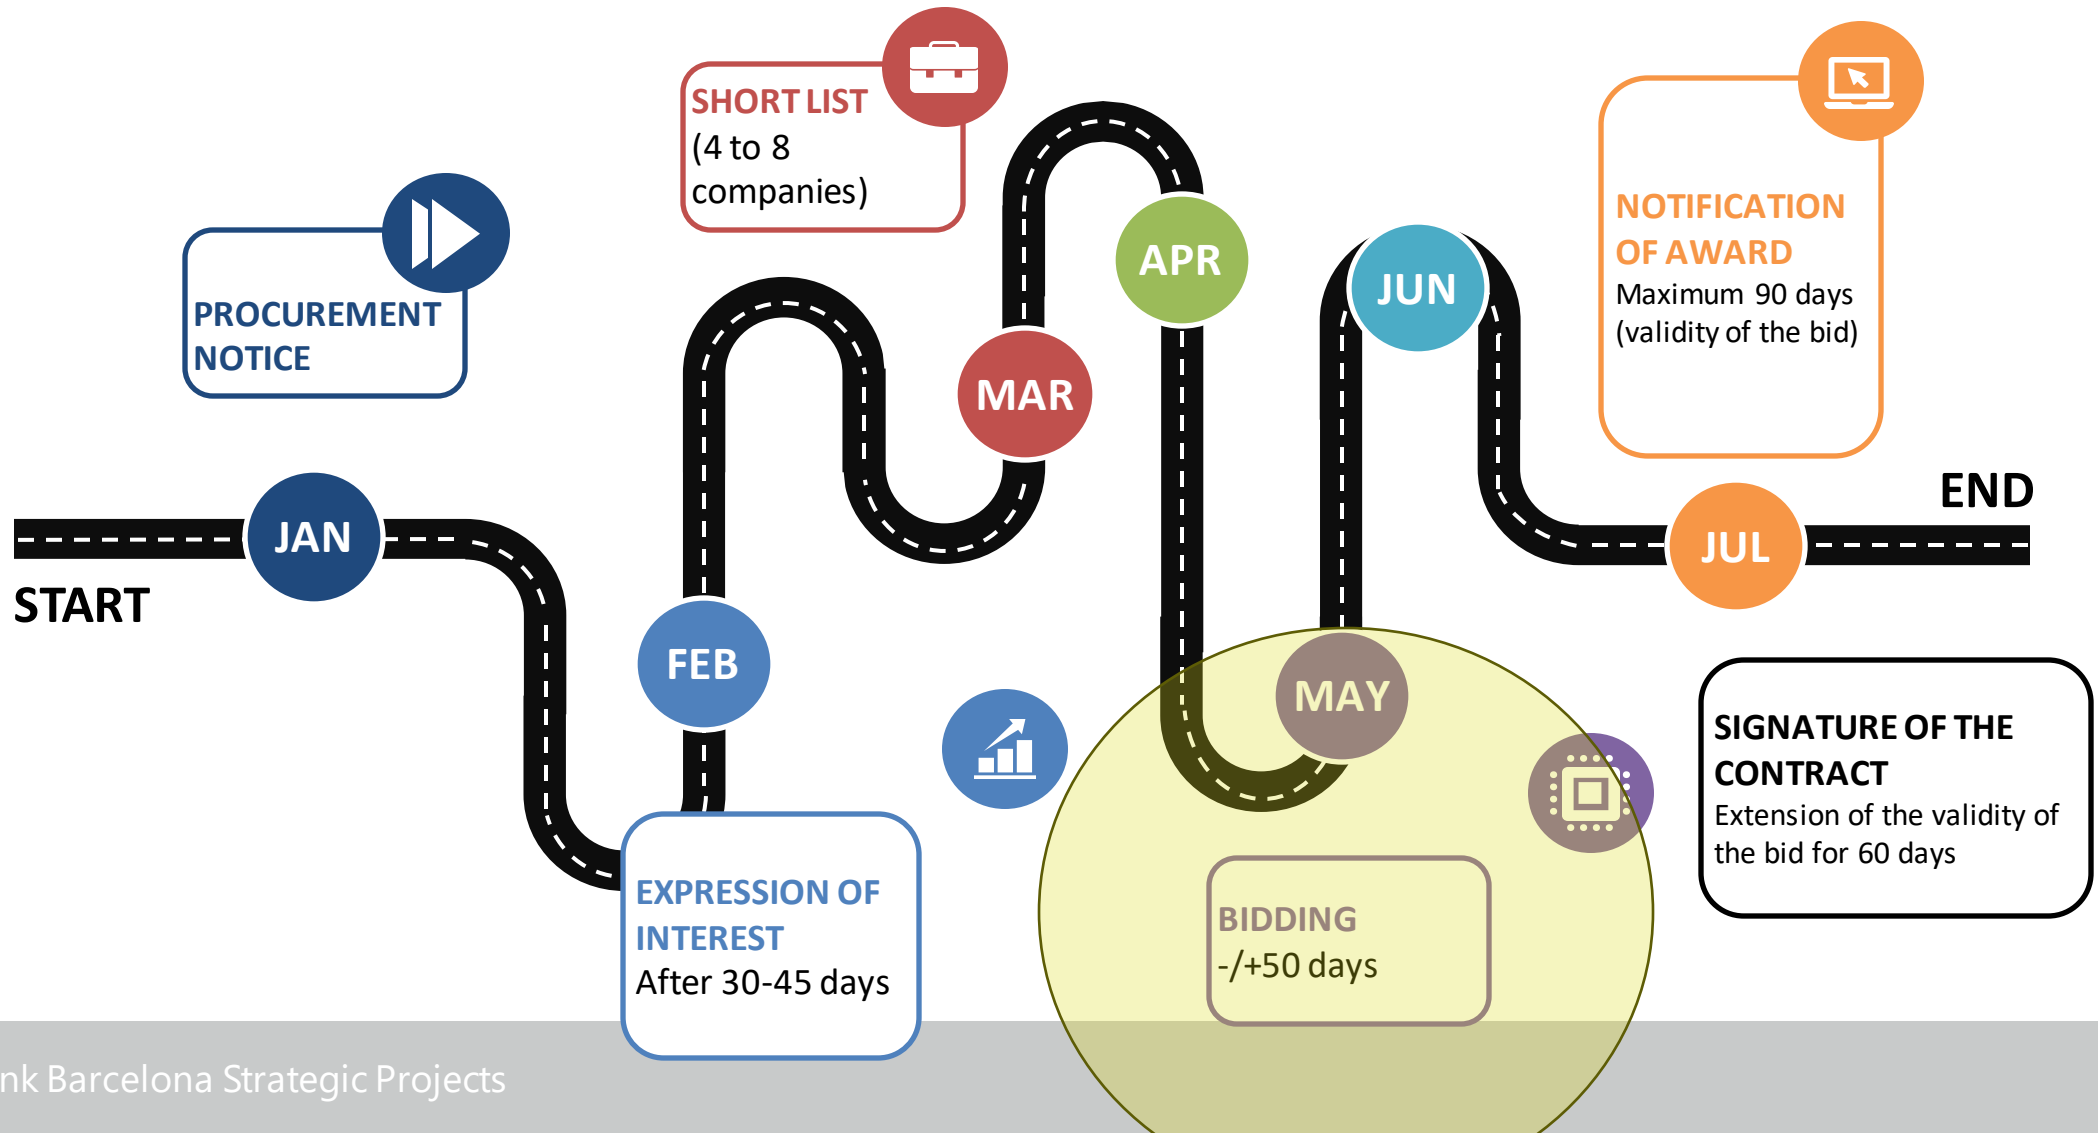 SHORT LIST
(4 to 8
companies)
PROCUREMENT
NOTICE
NOTIFICATION
OF AWARD
Maximum 90 days
(validity of the bid)
APR
JUN
MAR
END
JAN
JUL
START
FEB
MAY
SIGNATURE OF THE
CONTRACT
Extension of the validity of
the bid for 60 days
EXPRESSION OF
INTEREST
After 30-45 days
BIDDING
-/+50 days
nk Barcelona Strategic Projects